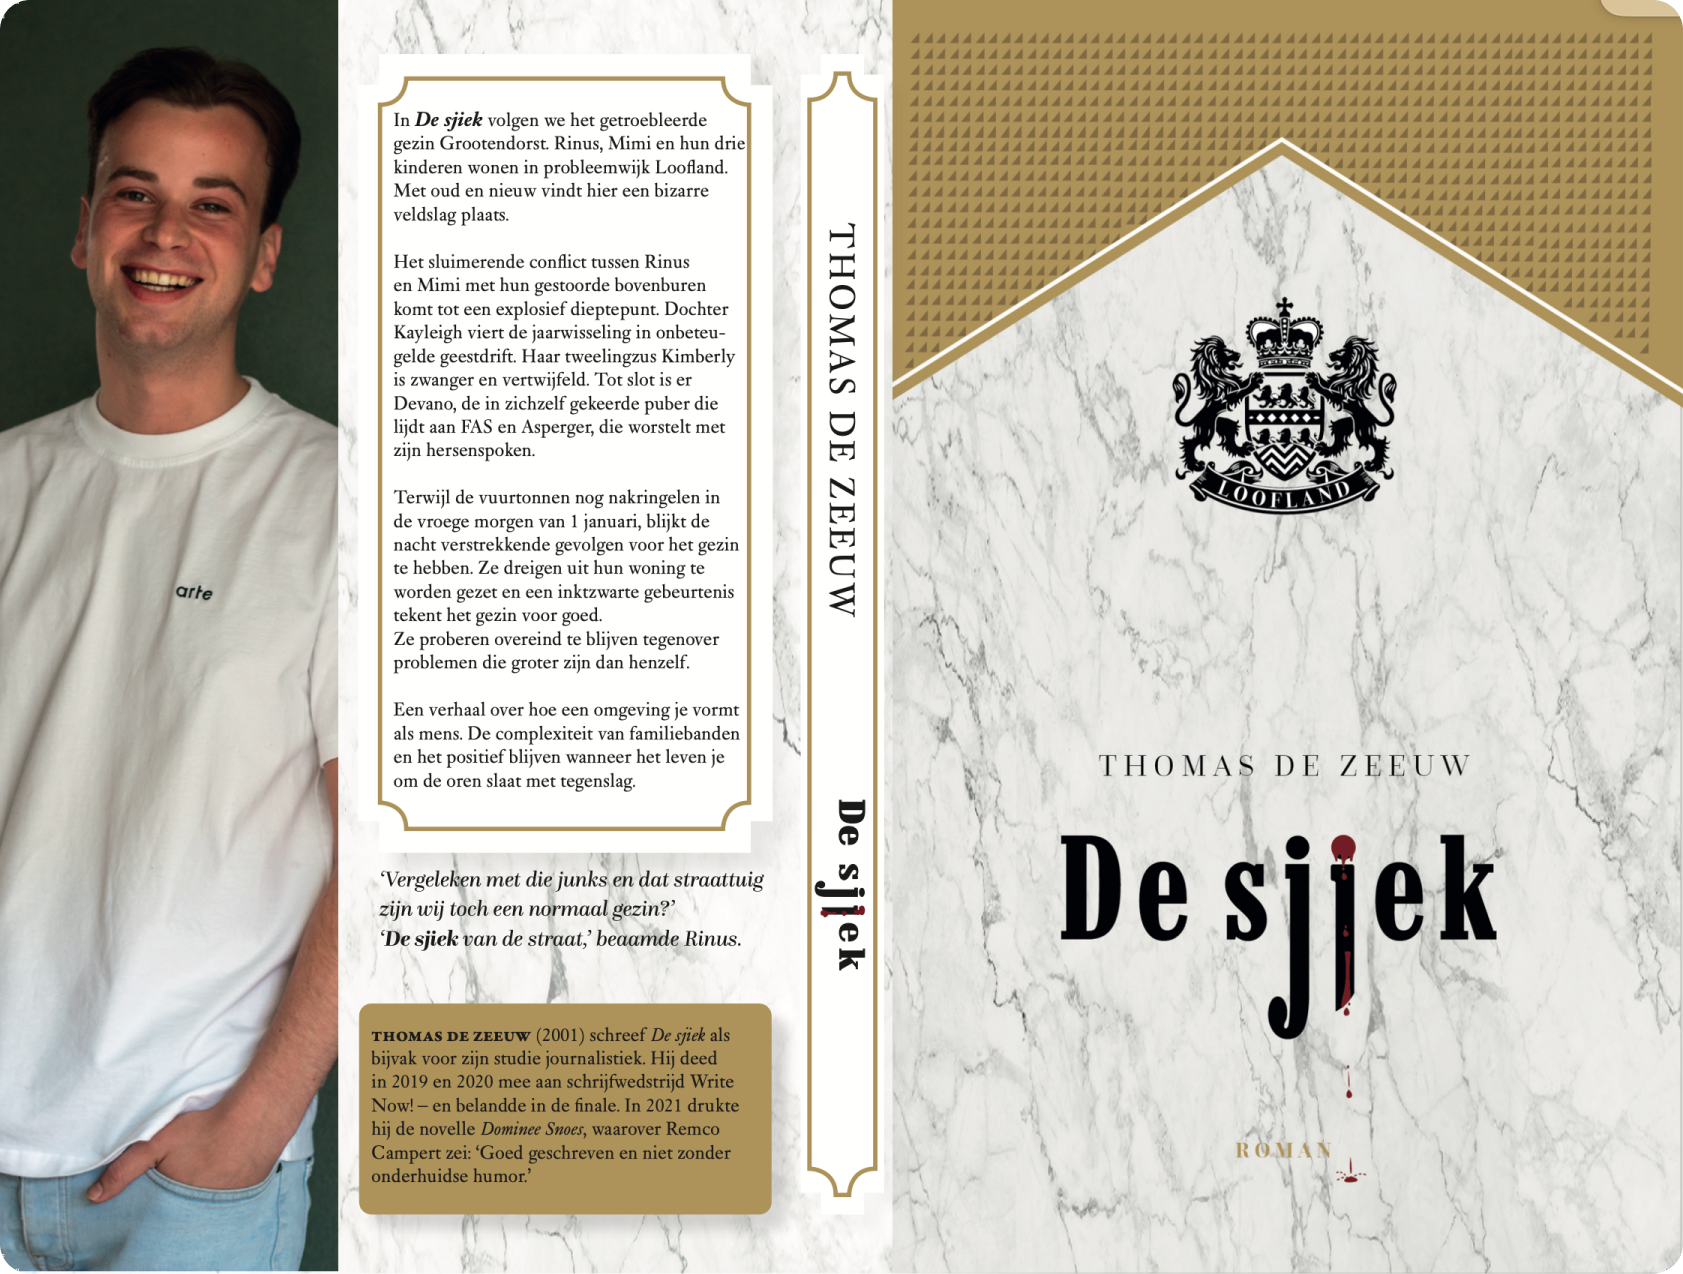 arte
In De sjiek volgen we het getroebleerde
gezin Grootendorst. Rinus, Mimi en hun drie
kinderen wonen in probleemwijk Loofland.
Met oud en nieuw vindt hier een bizarre
veldslag plaats.
Het sluimerende conflict tussen Rinus
en Mimi met hun gestoorde bovenburen
komt tot een explosief dieptepunt. Dochter
Kayleigh viert de jaarwisseling in onbeteu-
gelde geestdrift. Haar tweelingzus Kimberly
is zwanger en vertwijfeld. Tot slot is er
Devano, de in zichzelf gekeerde puber die
lijdt aan FAS en Asperger, die worstelt met
zijn hersenspoken.
Terwijl de vuurtonnen nog nakringelen in
de vroege morgen van 1 januari, blijkt de
nacht verstrekkende gevolgen voor het gezin
te hebben. Ze dreigen uit hun woning te
worden gezet en een inktzwarte gebeurtenis
tekent het gezin voor goed.
Ze proberen overeind te blijven tegenover
problemen die groter zijn dan henzelf.
Een verhaal over hoe een omgeving je vormt
als mens. De complexiteit van familiebanden
en het positief blijven wanneer het leven je
om de oren slaat met tegenslag.
‘Vergeleken met die junks en dat straattuig
zijn wij toch een normaal gezin?’
‘De sjiek van de straat,’ beaamde Rinus.
THOMAS DE ZEEUW (2001) schreef De sjiek als
bijvak voor zijn studie journalistiek. Hij deed
in 2019 en 2020 mee aan schrijfwedstrijd Write
Now! – en belandde in de finale. In 2021 drukte
hij de novelle Dominee Snoes, waarover Remco
Campert zei: ‘Goed geschreven en niet zonder
onderhuidse humor.’
THOMAS DE ZEEUW
De sjiek
LOOFLAND
THOMAS DE ZEEUW
De sjiek
ROMAN